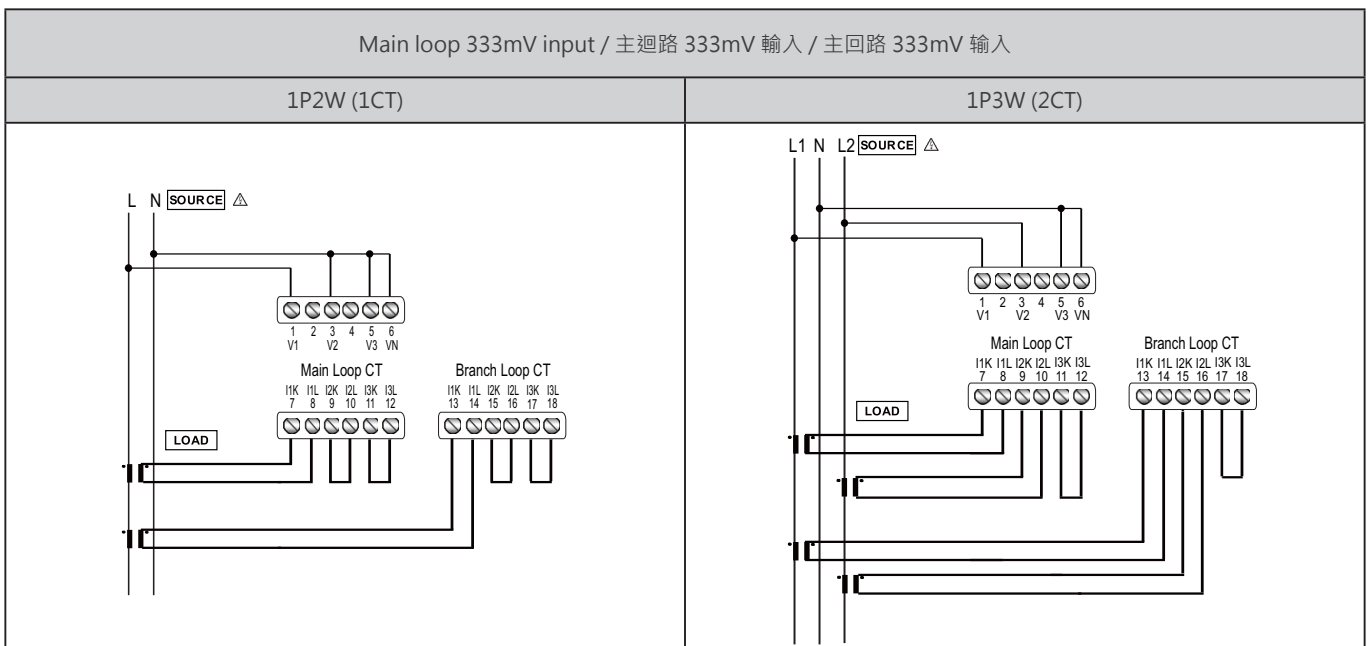 Main loop 333mV input / 主迴路 333mV 輸入 / 主回路 333mV 输入
1P2W (1CT)
1P3W (2CT)
L N SOURCE ⚠
1 2 3 4 5 6
V1 V2 V3 VN
Main Loop CT
I1K I1L I2K I2L I3K I3L
7 8 9 10 11 12
Branch Loop CT
I1K I1L I2K I2L I3K I3L
13 14 15 16 17 18
LOAD
L1 N L2 SOURCE ⚠
1 2 3 4 5 6
V1 V2 V3 VN
Main Loop CT
I1K I1L I2K I2L I3K I3L
7 8 9 10 11 12
Branch Loop CT
I1K I1L I2K I2L I3K I3L
13 14 15 16 17 18
LOAD